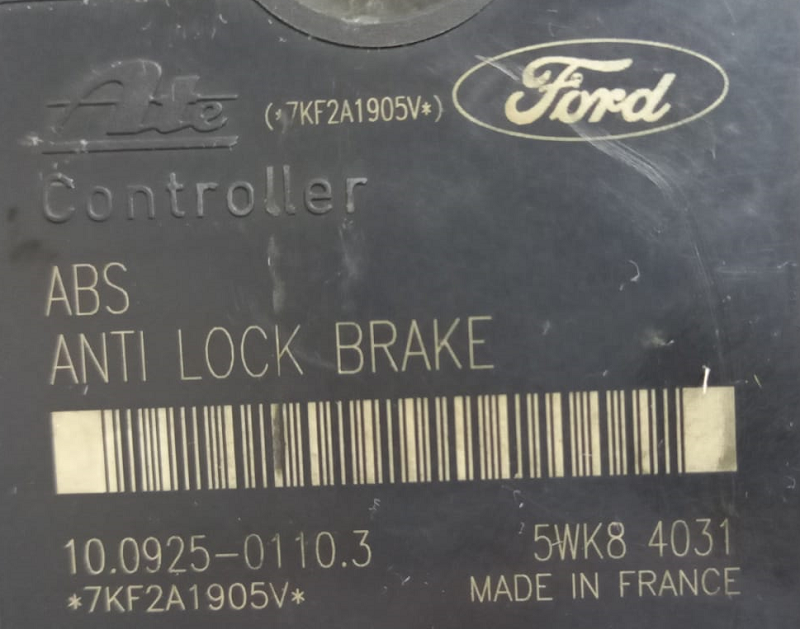 Ate (*7KF2A1905V*) Ford
Controller
ABS
ANTI LOCK BRAKE
10.0925-0110.3 5WK8 4031
*7KF2A1905V* MADE IN FRANCE